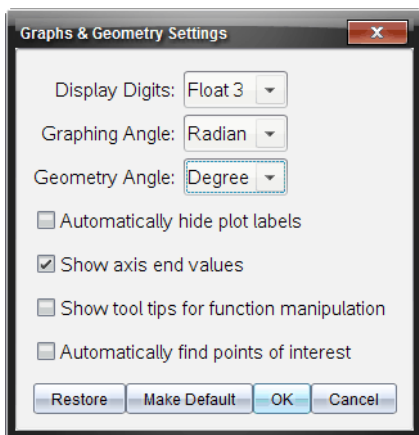 Graphs & Geometry Settings
Display Digits: Float 3
Graphing Angle: Radian
Geometry Angle: Degree
Automatically hide plot labels
Show axis end values
Show tool tips for function manipulation
Automatically find points of interest
Restore Make Default OK Cancel